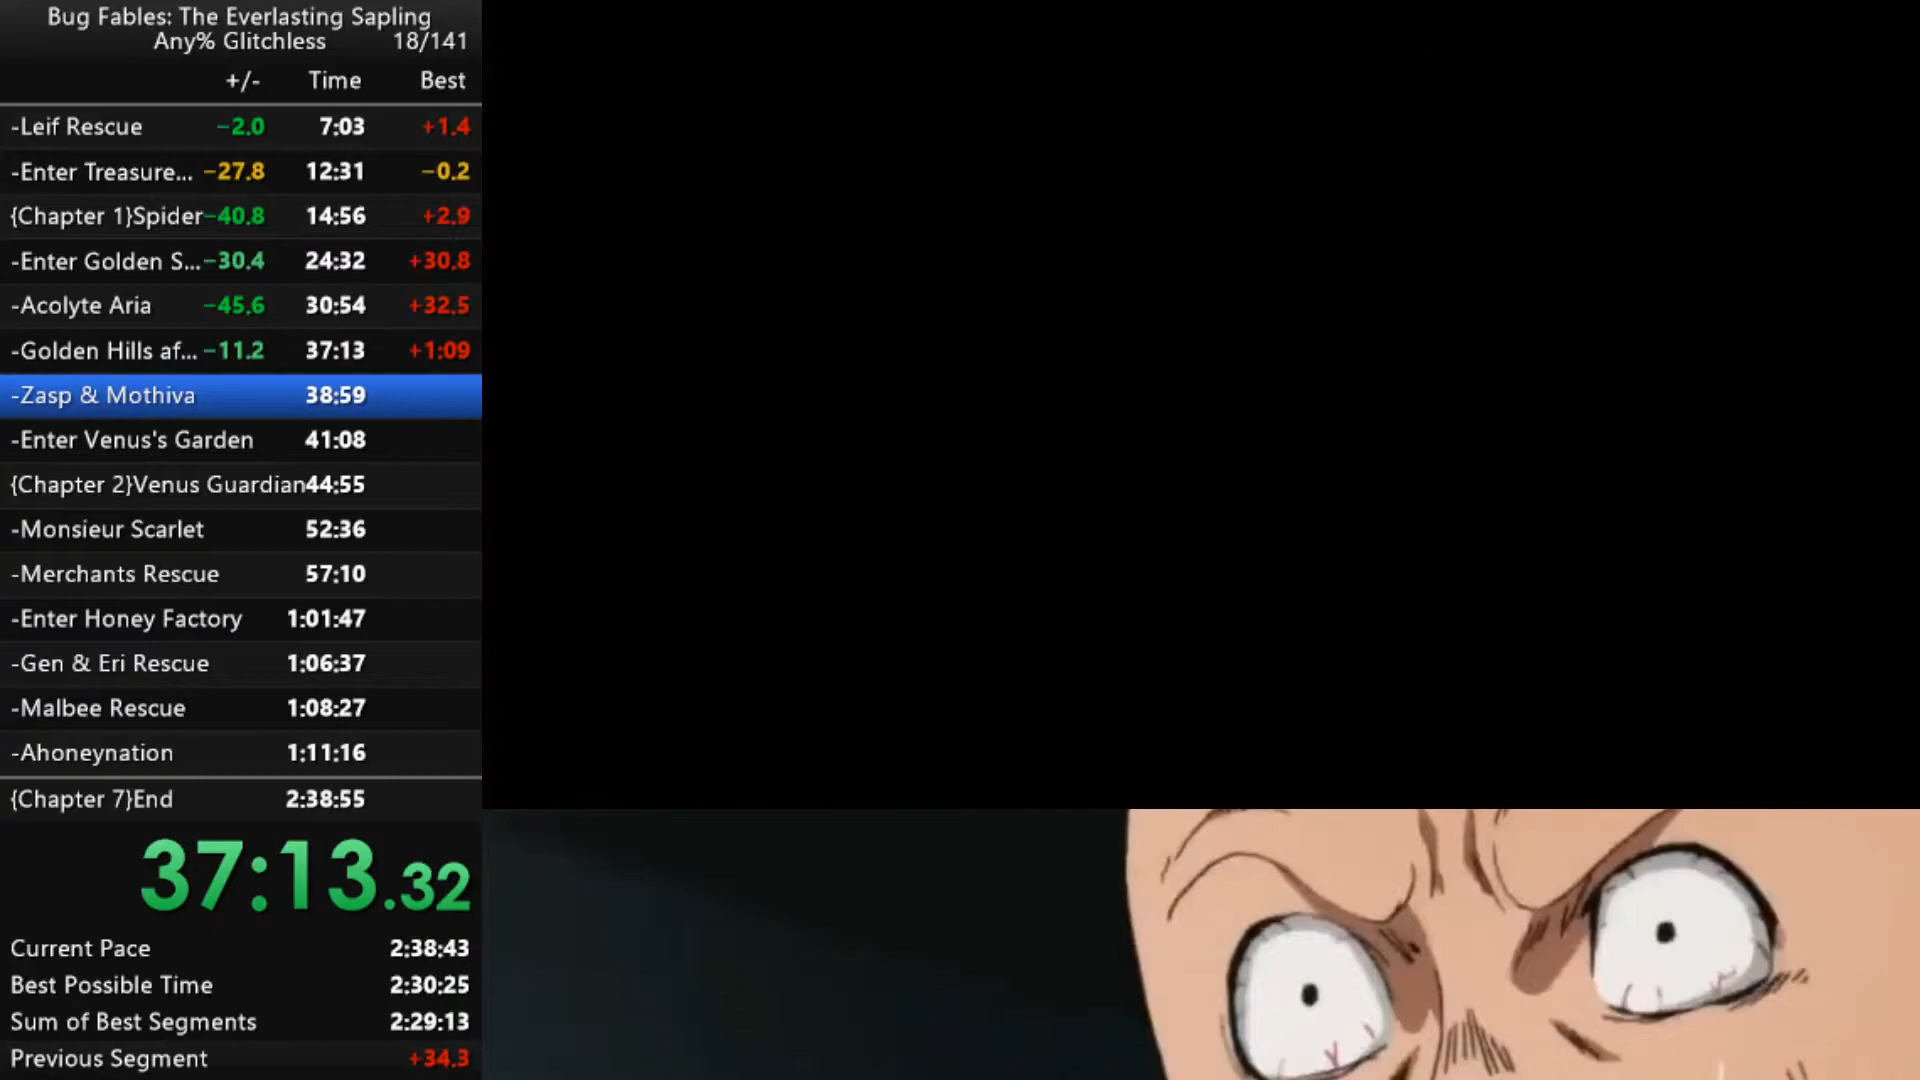 Bug Fables: The Everlasting Sapling
Any% Glitchless 18/141
+/- Time Best
-Leif Rescue −2.0 7:03 +1.4
-Enter Treasure... −27.8 12:31 −0.2
{Chapter 1}Spider −40.8 14:56 +2.9
-Enter Golden S... −30.4 24:32 +30.8
-Acolyte Aria −45.6 30:54 +32.5
-Golden Hills af... −11.2 37:13 +1:09
-Zasp & Mothiva 38:59
-Enter Venus's Garden 41:08
{Chapter 2}Venus Guardian 44:55
-Monsieur Scarlet 52:36
-Merchants Rescue 57:10
-Enter Honey Factory 1:01:47
-Gen & Eri Rescue 1:06:37
-Malbee Rescue 1:08:27
-Ahoneynation 1:11:16
{Chapter 7}End 2:38:55
37:13.32
Current Pace 2:38:43
Best Possible Time 2:30:25
Sum of Best Segments 2:29:13
Previous Segment +34.3